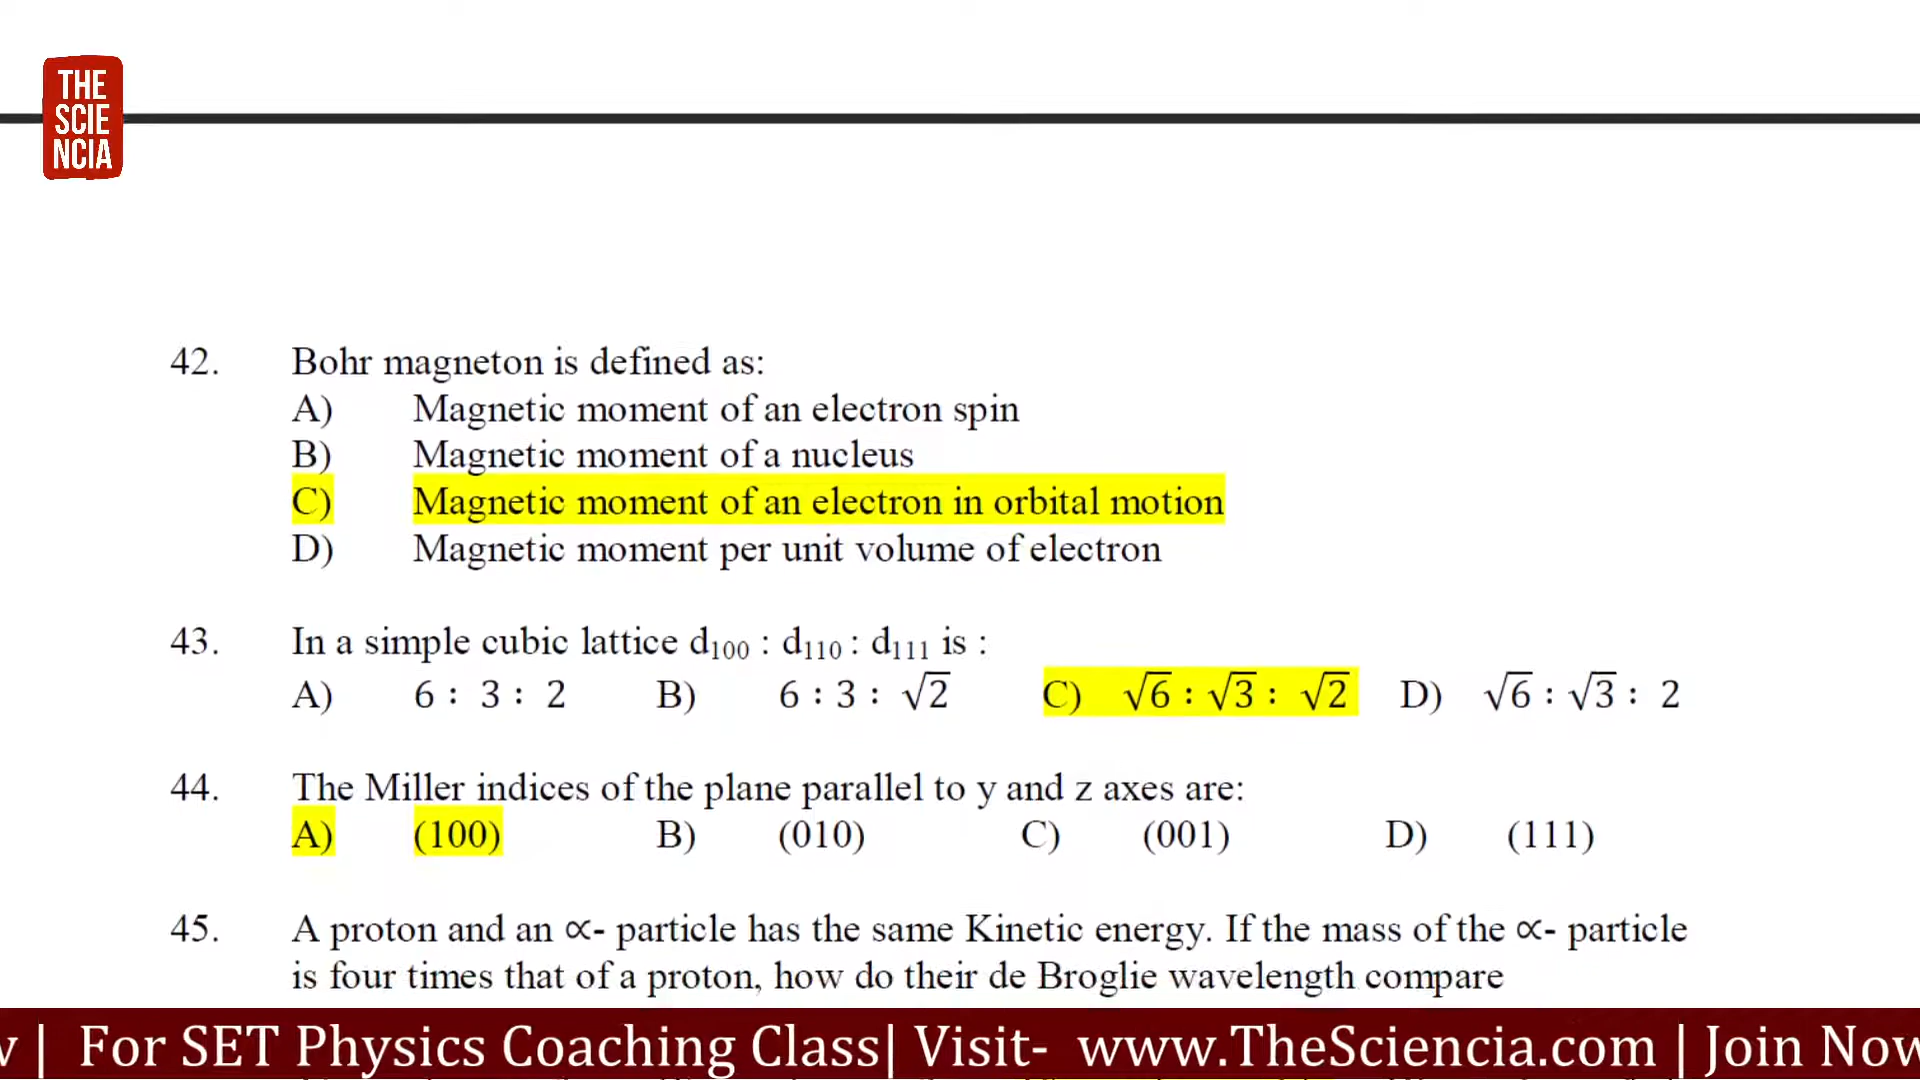 THE
SCIE
NCIA
42. Bohr magneton is defined as:
A) Magnetic moment of an electron spin
B) Magnetic moment of a nucleus
C) Magnetic moment of an electron in orbital motion
D) Magnetic moment per unit volume of electron
43. In a simple cubic lattice d₁₀₀ : d₁₁₀ : d₁₁₁ is :
A) 6 : 3 : 2 B) 6 : 3 : √2 C) √6 : √3 : √2 D) √6 : √3 : 2
44. The Miller indices of the plane parallel to y and z axes are:
A) (100) B) (010) C) (001) D) (111)
45. A proton and an ∝- particle has the same Kinetic energy. If the mass of the ∝- particle
is four times that of a proton, how do their de Broglie wavelength compare
| For SET Physics Coaching Class| Visit- www.TheSciencia.com | Join Now